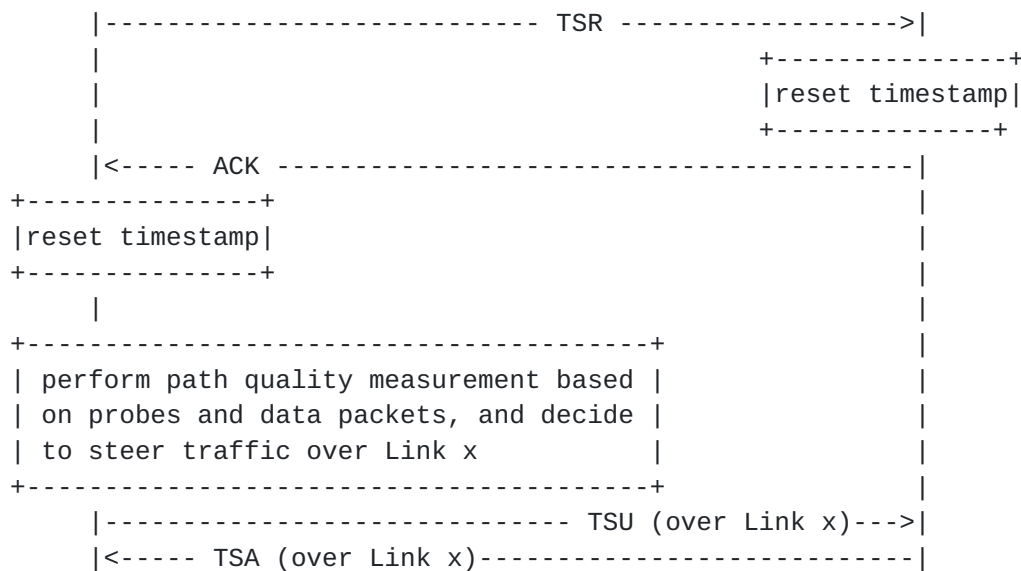 |---------------------------- TSR ------------------>|
|                                          +---------------+
|                                          |reset timestamp|
|                                          +--------------+
|<----- ACK -----------------------------------------|
+---------------+                                         |
|reset timestamp|                                         |
+---------------+                                         |
|                                                    |
+----------------------------------------+                |
| perform path quality measurement based |                |
| on probes and data packets, and decide |                |
| to steer traffic over Link x           |                |
+----------------------------------------+                |
|------------------------------ TSU (over Link x)--->|
|<----- TSA (over Link x)----------------------------|